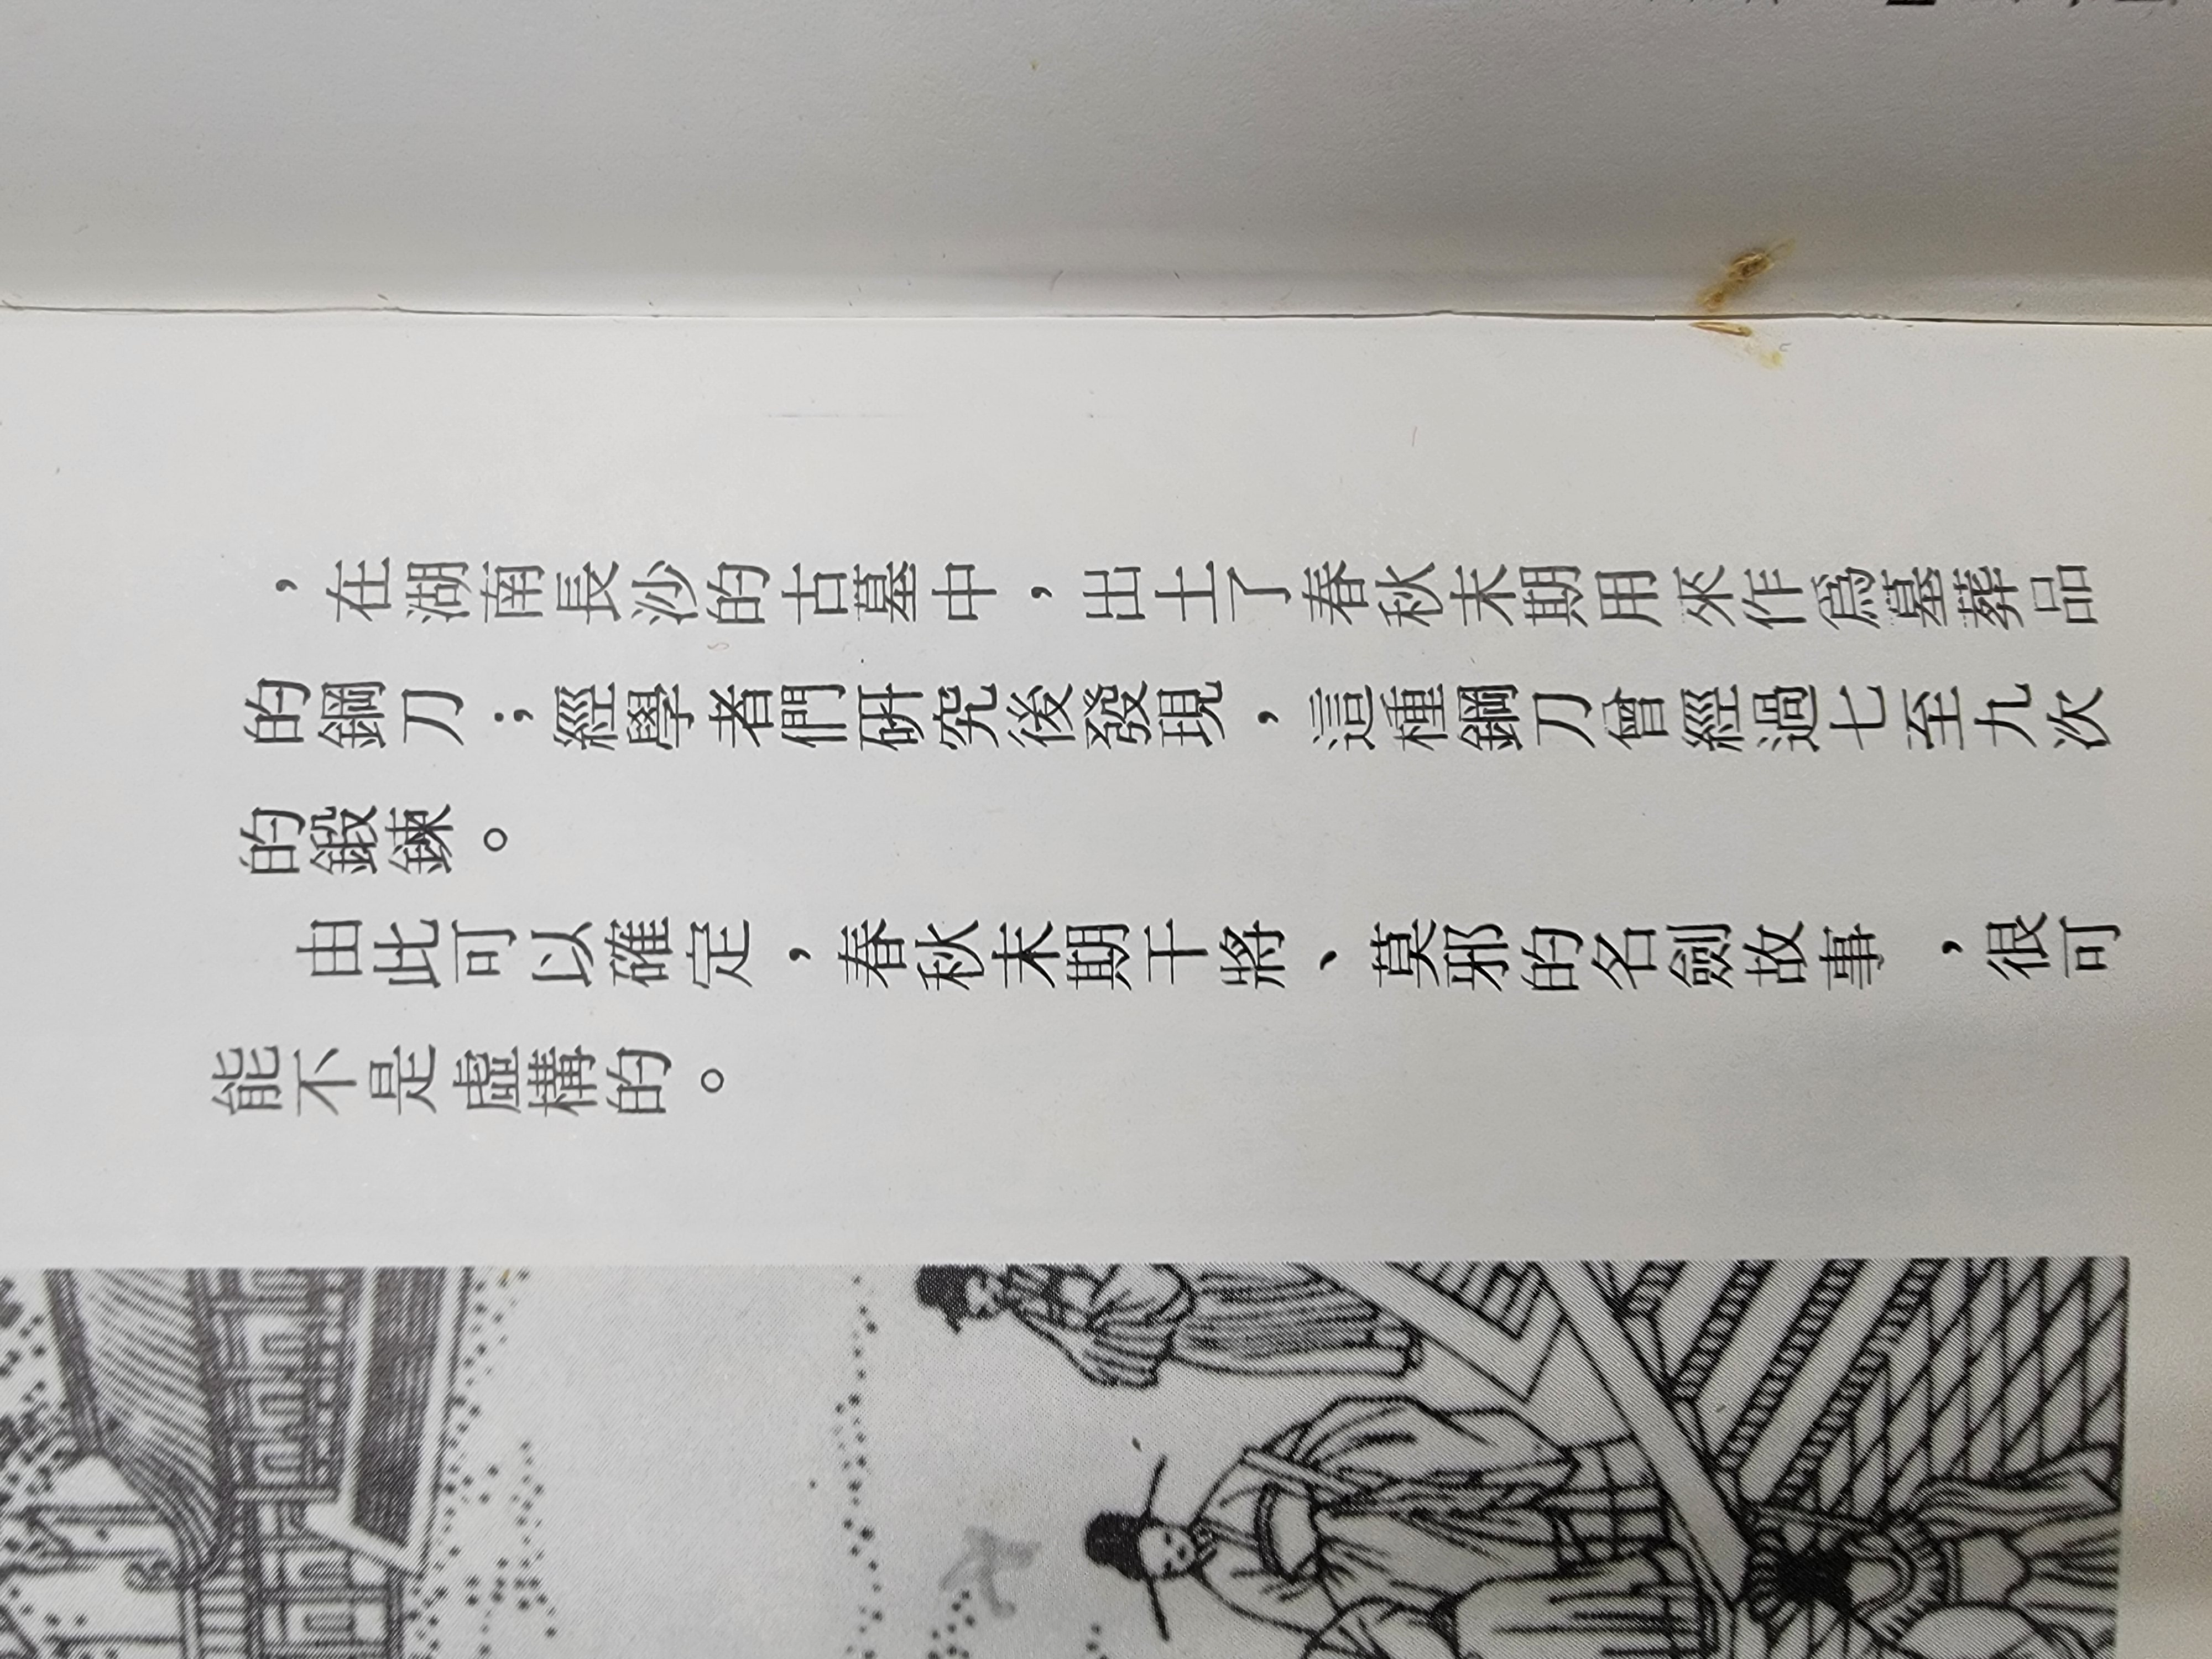 ，在湖南長沙的古墓中，出土了春秋末期用來作爲墓葬品
的鋼刀；經學者們研究後發現，這種鋼刀曾經過七至九次
的鍛鍊。
由此可以確定，春秋末期干將、莫邪的名劍故事，很可
能不是虛構的。